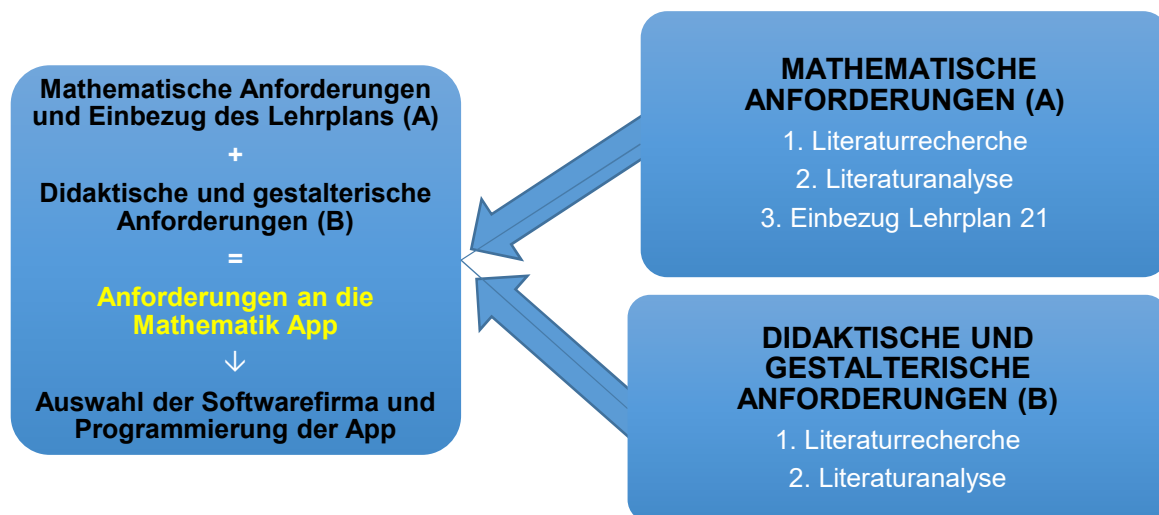 Mathematische Anforderungen
und Einbezug des Lehrplans (A)
+
Didaktische und gestalterische
Anforderungen (B)
=
Anforderungen an die
Mathematik App
↓
Auswahl der Softwarefirma und
Programmierung der App
MATHEMATISCHE
ANFORDERUNGEN (A)
1. Literaturrecherche
2. Literaturanalyse
3. Einbezug Lehrplan 21
DIDAKTISCHE UND
GESTALTERISCHE
ANFORDERUNGEN (B)
1. Literaturrecherche
2. Literaturanalyse